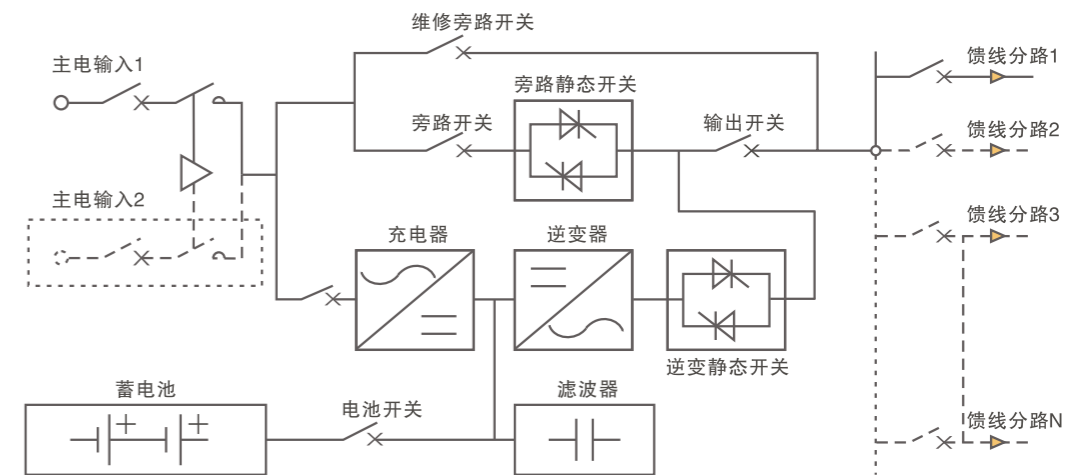 维修旁路开关
主电输入1
馈线分路1
旁路静态开关
旁路开关
输出开关
馈线分路2
主电输入2
馈线分路3
充电器
逆变器
逆变静态开关
蓄电池
电池开关
滤波器
馈线分路N